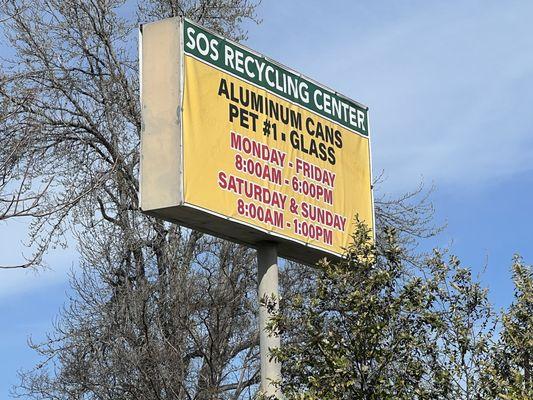 SOS RECYCLING CENTER
ALUMINUM CANS
PET #1 · GLASS
MONDAY - FRIDAY
8:00AM - 6:00PM
SATURDAY & SUNDAY
8:00AM - 1:00PM